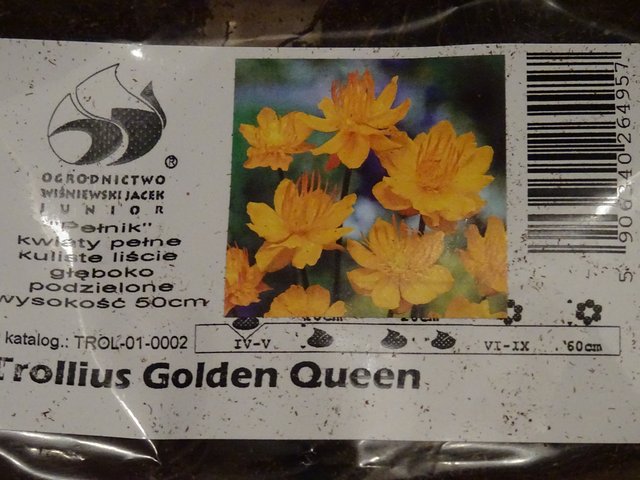 ®
OGRODNICTWO
WIŚNIEWSKI JACEK
JUNIOR
"Pełnik"
kwiaty pełne
kuliste liście
głęboko
podzielone
wysokość 50cm
katalog.: TROL-01-0002
IV-V
VI-IX
60cm
Trollius Golden Queen
5 906240 264957